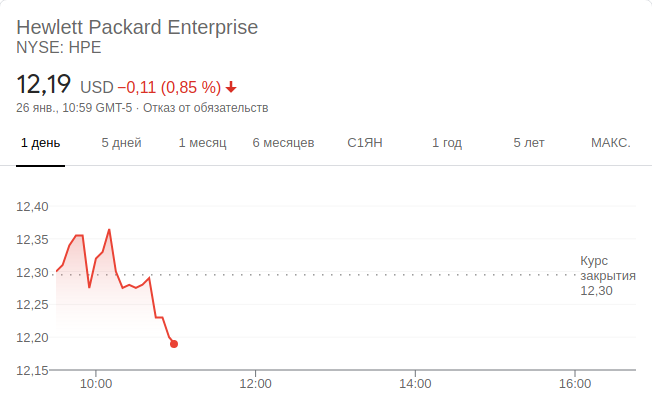 Hewlett Packard Enterprise
NYSE: HPE
12,19 USD −0,11 (0,85 %)
26 янв., 10:59 GMT-5 · Отказ от обязательств
1 день 5 дней 1 месяц 6 месяцев С1ЯН 1 год 5 лет МАКС.
12,40
12,35
12,30
12,25
12,20
12,15
Курс
закрытия
12,30
10:00 12:00 14:00 16:00